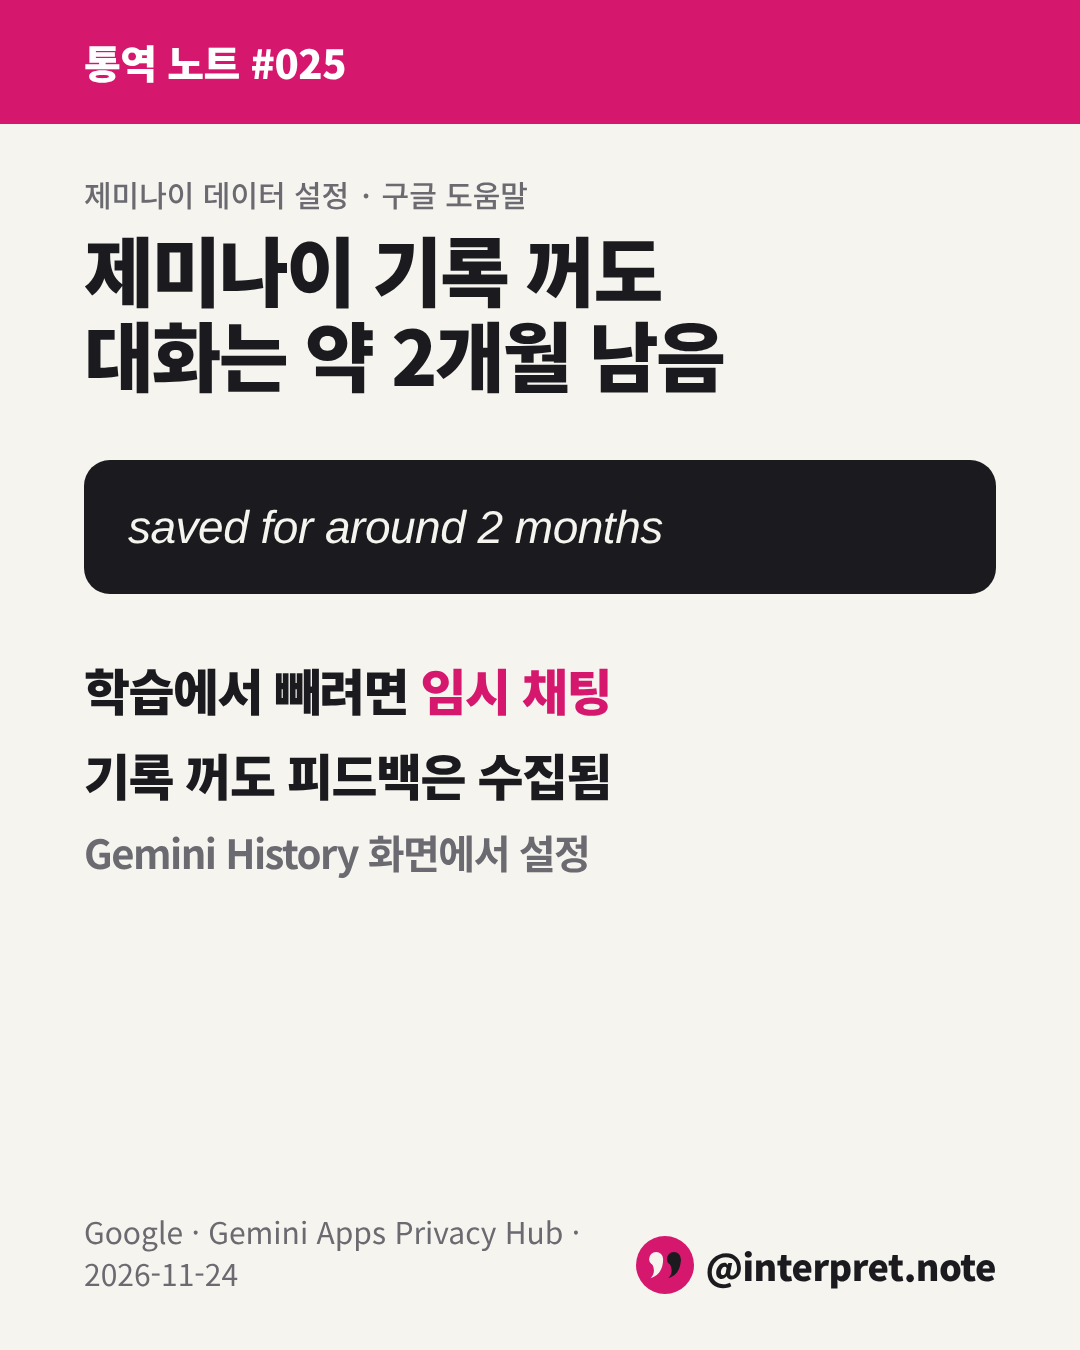 통역 노트 #025
제미나이 데이터 설정 · 구글 도움말
제미나이 기록 꺼도
대화는 약 2개월 남음
saved for around 2 months
학습에서 빼려면 임시 채팅
기록 꺼도 피드백은 수집됨
Gemini History 화면에서 설정
Google · Gemini Apps Privacy Hub ·
2026-11-24
@interpret.note